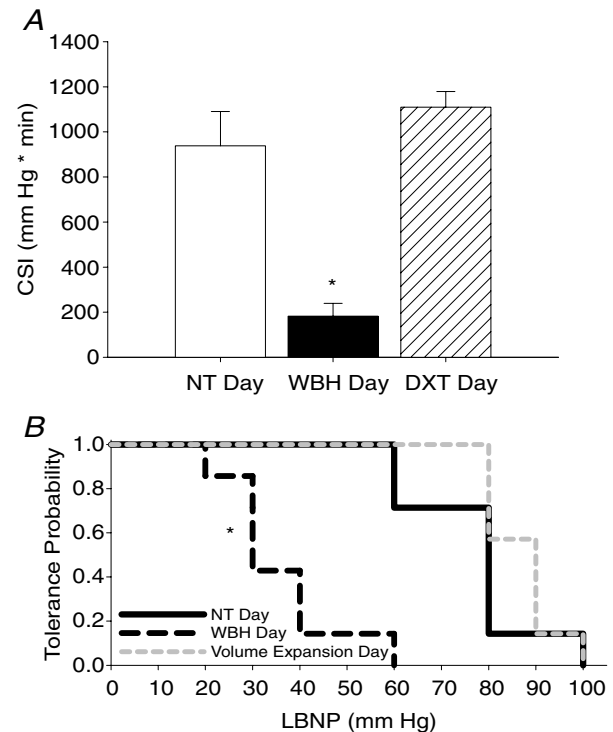 A
1400
1200
1000
800
600
400
200
0
CSI (mm Hg * min)
*
NT Day WBH Day DXT Day
B
1.0
0.8
0.6
0.4
0.2
0.0
Tolerance Probability
*
NT Day
WBH Day
Volume Expansion Day
0 10 20 30 40 50 60 70 80 90 100
LBNP (mm Hg)